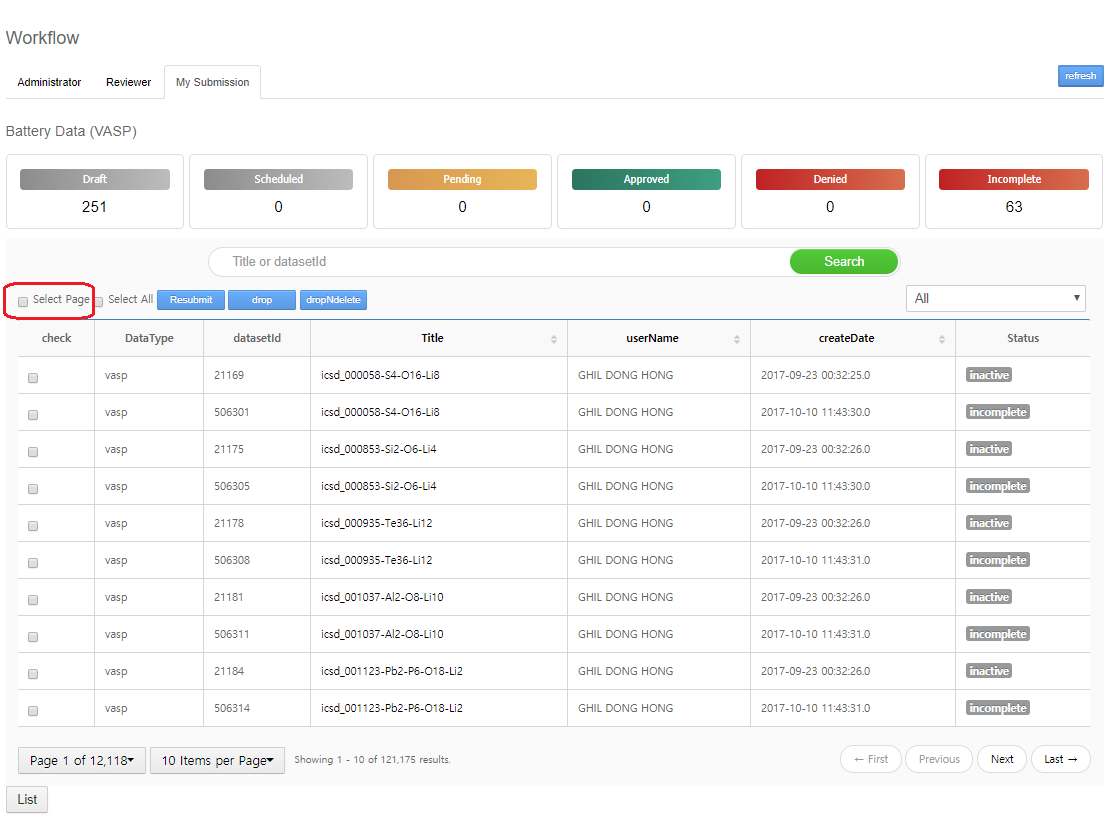 Workflow
Administrator Reviewer My Submission refresh
Battery Data (VASP)
Draft Scheduled Pending Approved Denied Incomplete
251 0 0 0 0 63
Title or datasetId Search
Select Page Select All Resubmit drop dropNdelete All
check DataType datasetId Title userName createDate Status
vasp 21169 icsd_000058-S4-O16-Li8 GHIL DONG HONG 2017-09-23 00:32:25.0 inactive
vasp 506301 icsd_000058-S4-O16-Li8 GHIL DONG HONG 2017-10-10 11:43:30.0 incomplete
vasp 21175 icsd_000853-Si2-O6-Li4 GHIL DONG HONG 2017-09-23 00:32:26.0 inactive
vasp 506305 icsd_000853-Si2-O6-Li4 GHIL DONG HONG 2017-10-10 11:43:30.0 incomplete
vasp 21178 icsd_000935-Te36-Li12 GHIL DONG HONG 2017-09-23 00:32:26.0 inactive
vasp 506308 icsd_000935-Te36-Li12 GHIL DONG HONG 2017-10-10 11:43:31.0 incomplete
vasp 21181 icsd_001037-Al2-O8-Li10 GHIL DONG HONG 2017-09-23 00:32:26.0 inactive
vasp 506311 icsd_001037-Al2-O8-Li10 GHIL DONG HONG 2017-10-10 11:43:31.0 incomplete
vasp 21184 icsd_001123-Pb2-P6-O18-Li2 GHIL DONG HONG 2017-09-23 00:32:26.0 inactive
vasp 506314 icsd_001123-Pb2-P6-O18-Li2 GHIL DONG HONG 2017-10-10 11:43:31.0 incomplete
Page 1 of 12,118 10 Items per Page Showing 1 - 10 of 121,175 results. ← First Previous Next Last →
List